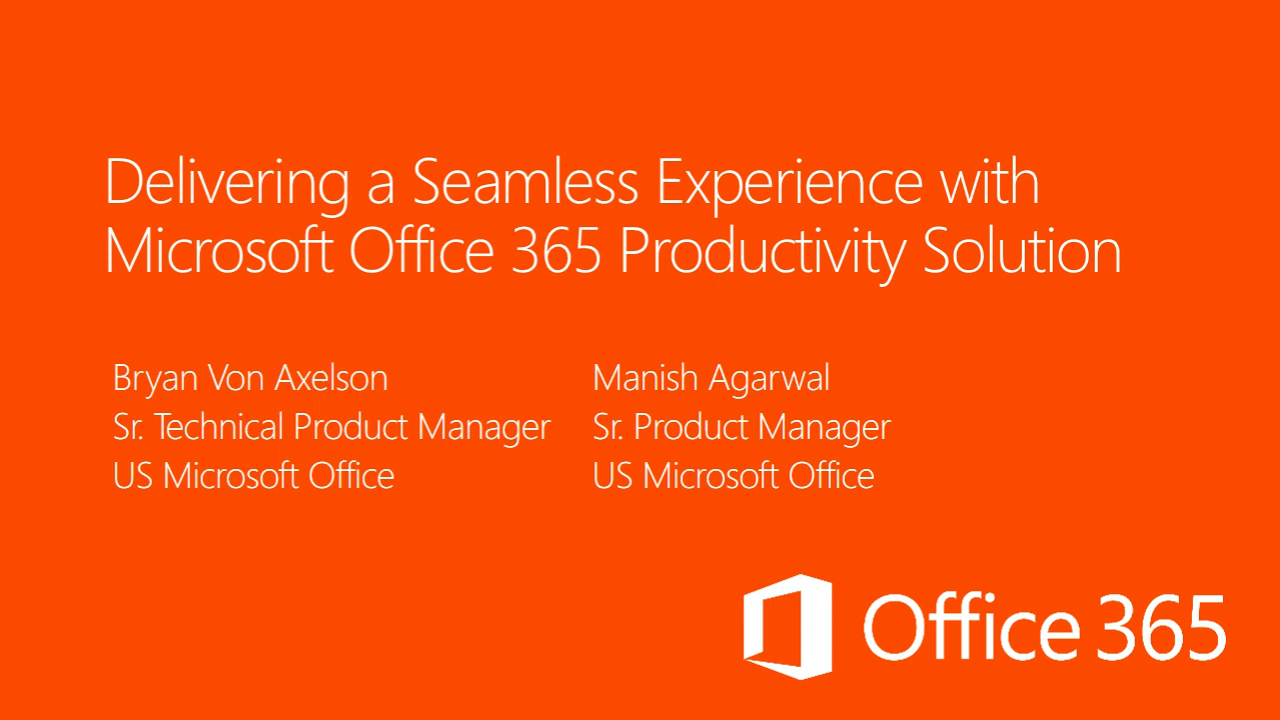 Delivering a Seamless Experience with
Microsoft Office 365 Productivity Solution
Bryan Von Axelson
Sr. Technical Product Manager
US Microsoft Office
Manish Agarwal
Sr. Product Manager
US Microsoft Office
Office 365